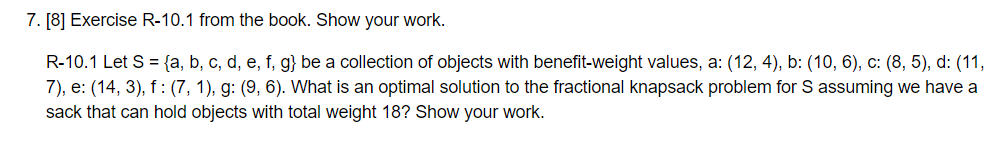 7. [8] Exercise R-10.1 from the book. Show your work.
R-10.1 Let S = {a, b, c, d, e, f, g} be a collection of objects with benefit-weight values, a: (12, 4), b: (10, 6), c: (8, 5), d: (11,
7), e: (14, 3), f : (7, 1), g: (9, 6). What is an optimal solution to the fractional knapsack problem for S assuming we have a
sack that can hold objects with total weight 18? Show your work.